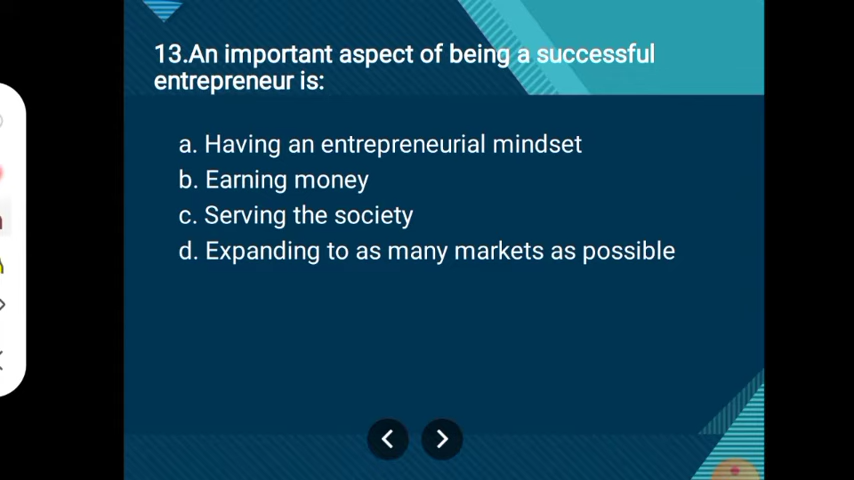 13.An important aspect of being a successful
entrepreneur is:
a. Having an entrepreneurial mindset
b. Earning money
c. Serving the society
d. Expanding to as many markets as possible